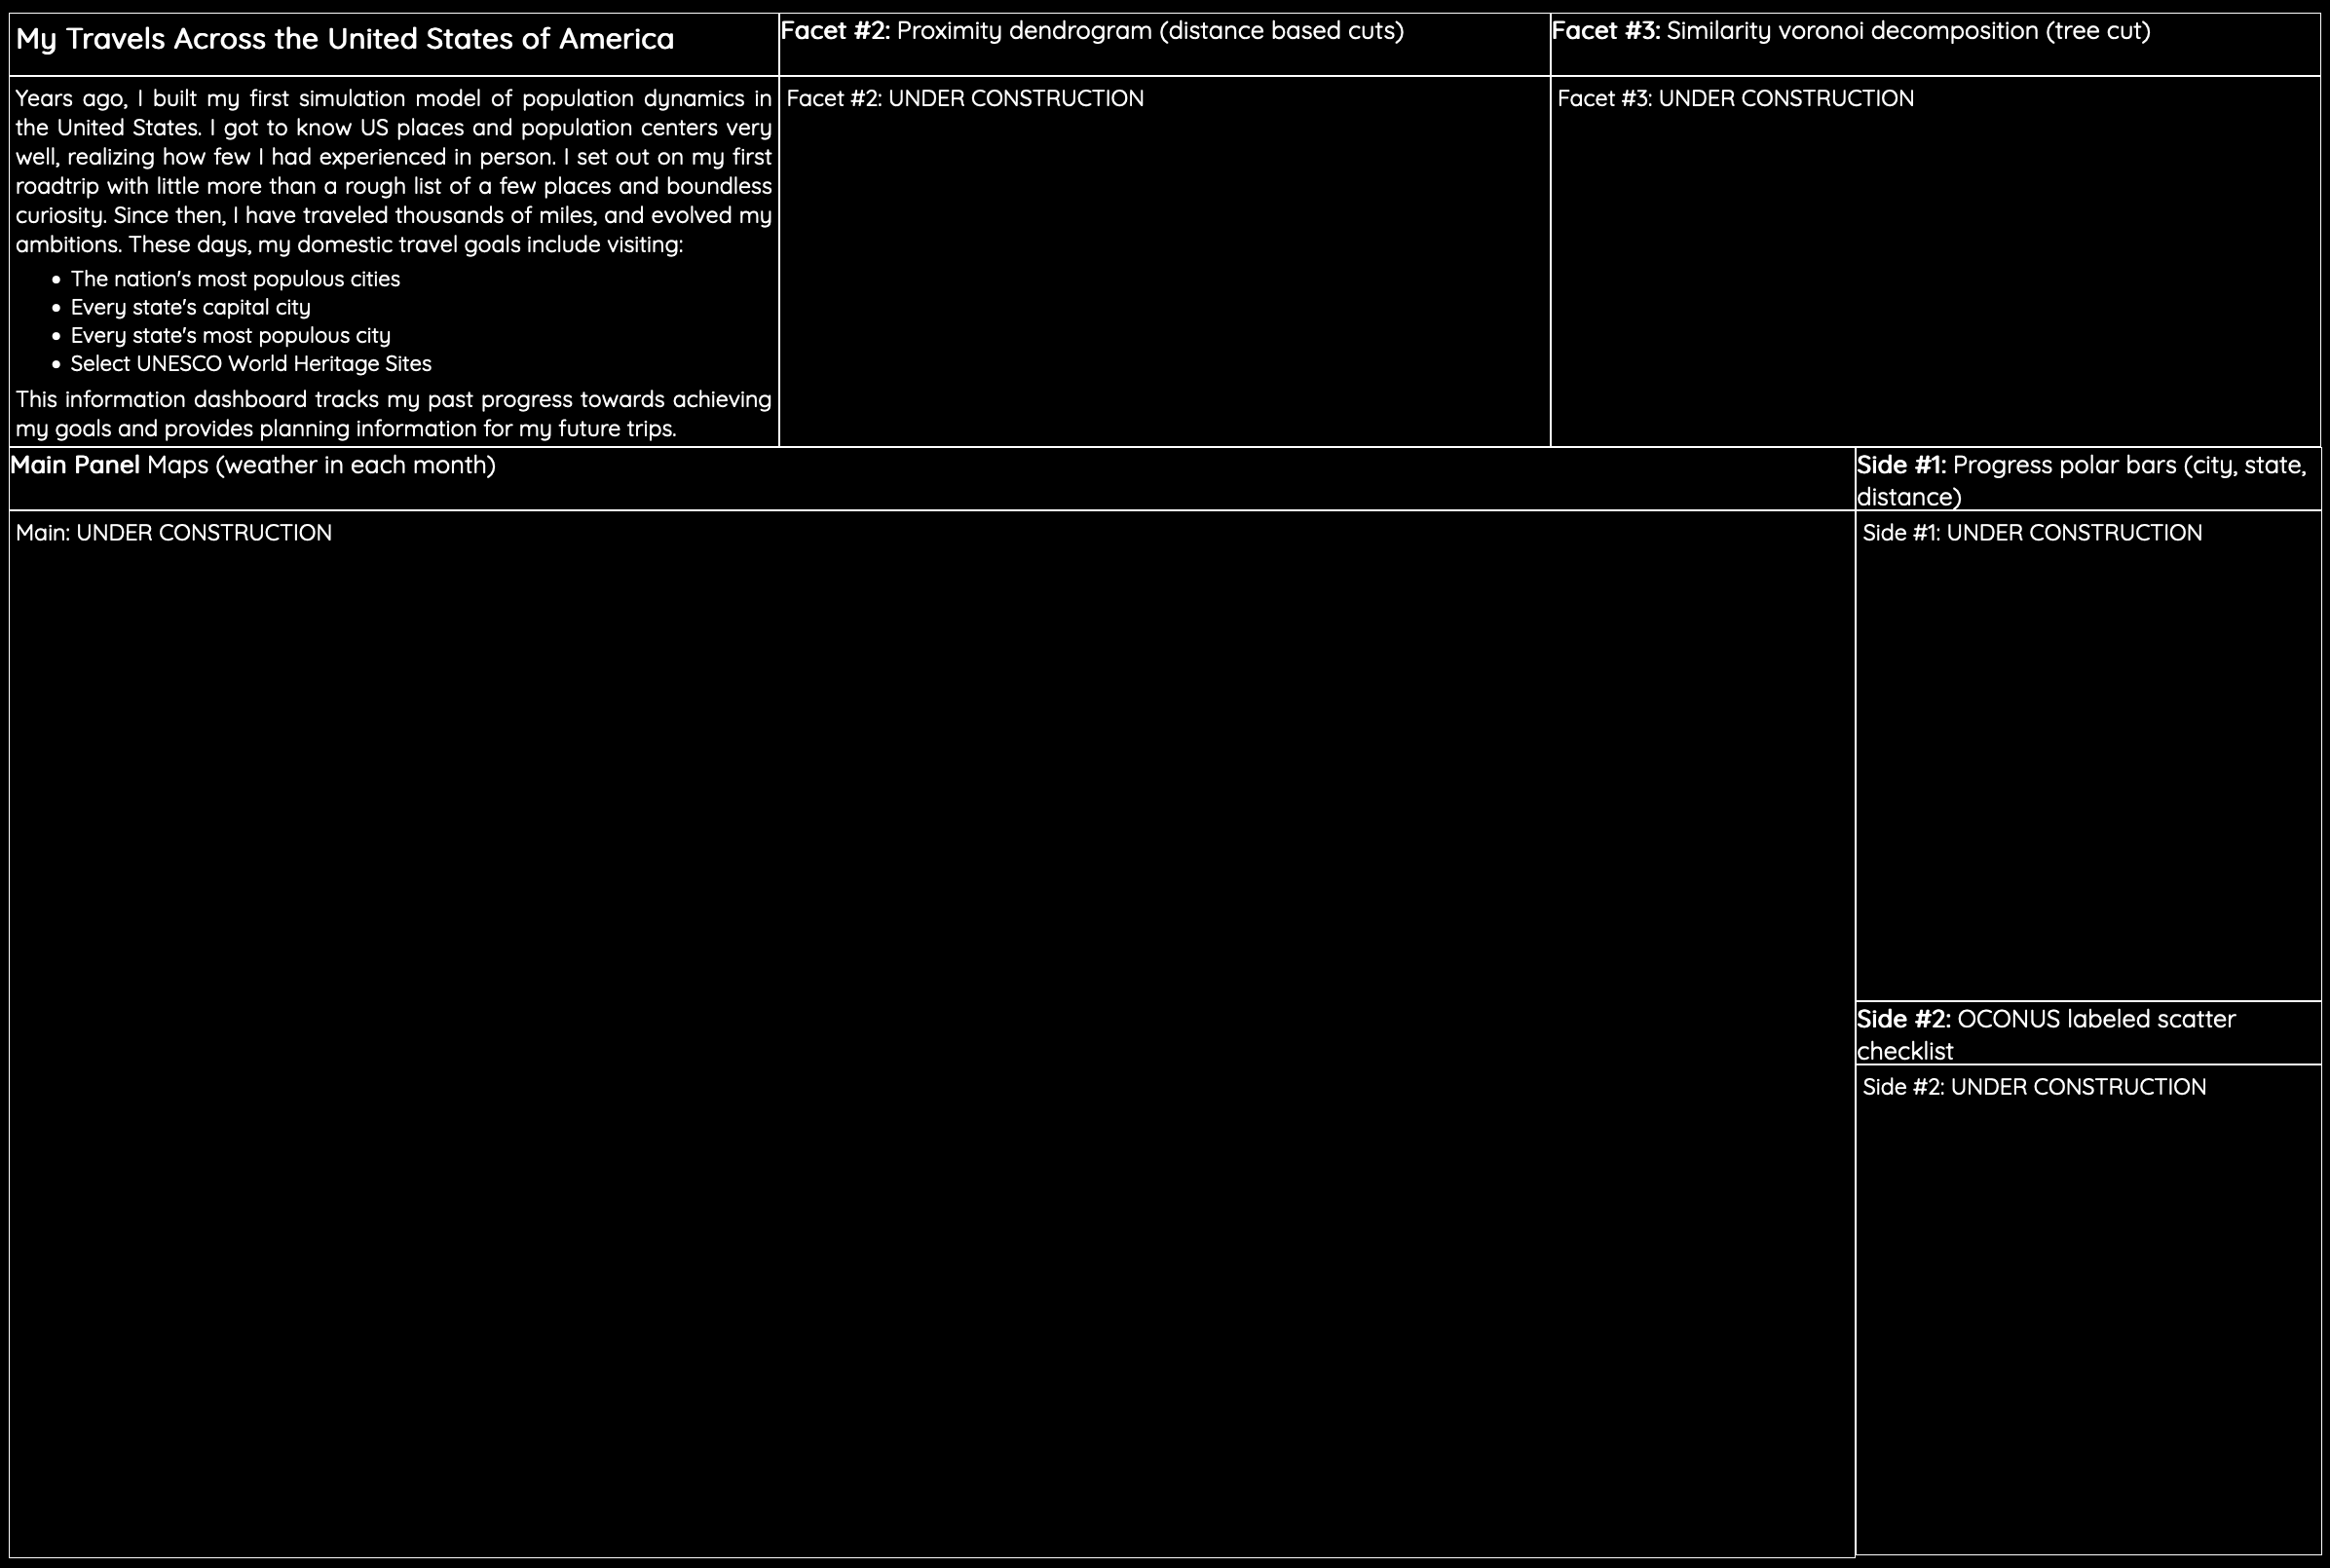 My Travels Across the United States of America
Years ago, I built my first simulation model of population dynamics in
the United States. I got to know US places and population centers very
well, realizing how few I had experienced in person. I set out on my first
roadtrip with little more than a rough list of a few places and boundless
curiosity. Since then, I have traveled thousands of miles, and evolved my
ambitions. These days, my domestic travel goals include visiting:
• The nation's most populous cities
• Every state's capital city
• Every state's most populous city
• Select UNESCO World Heritage Sites
This information dashboard tracks my past progress towards achieving
my goals and provides planning information for my future trips.
Facet #2: Proximity dendrogram (distance based cuts)
Facet #2: UNDER CONSTRUCTION
Facet #3: Similarity voronoi decomposition (tree cut)
Facet #3: UNDER CONSTRUCTION
Main Panel Maps (weather in each month)
Main: UNDER CONSTRUCTION
Side #1: Progress polar bars (city, state,
distance)
Side #1: UNDER CONSTRUCTION
Side #2: OCONUS labeled scatter
checklist
Side #2: UNDER CONSTRUCTION